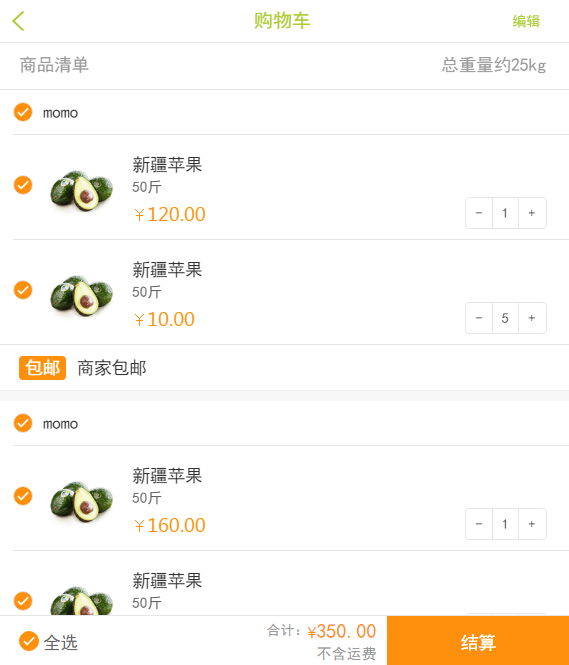 购物车 编辑
商品清单 总重量约25kg
momo
新疆苹果
50斤
¥120.00
- 1 +
新疆苹果
50斤
¥10.00
- 5 +
包邮 商家包邮
momo
新疆苹果
50斤
¥160.00
- 1 +
新疆苹果
50斤
全选 合计：¥350.00 结算
不含运费